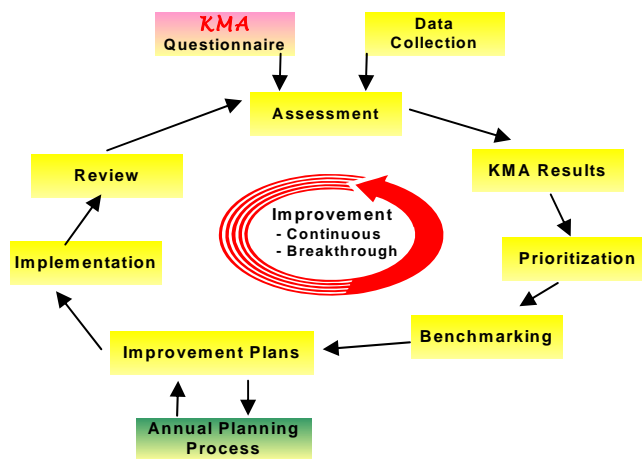 KMA
Questionnaire
Data
Collection
Assessment
Review
KMA Results
Improvement
- Continuous
- Breakthrough
Implementation
Prioritization
Benchmarking
Improvement Plans
Annual Planning
Process